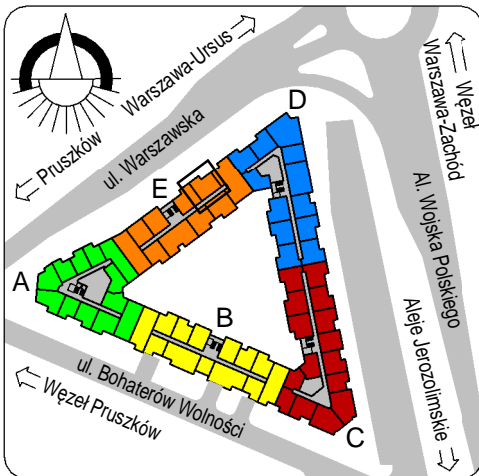 Warszawa-Ursus
Pruszków
ul. Warszawska
D
Węzeł
Warszawa-Zachód
E
Al. Wojska Polskiego
A
B
Aleje Jerozolimskie
ul. Bohaterów Wolności
Węzeł Pruszków
C